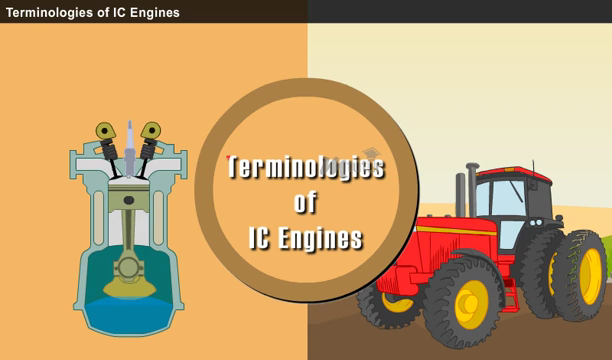 Terminologies of IC Engines
Terminologies
of
IC Engines